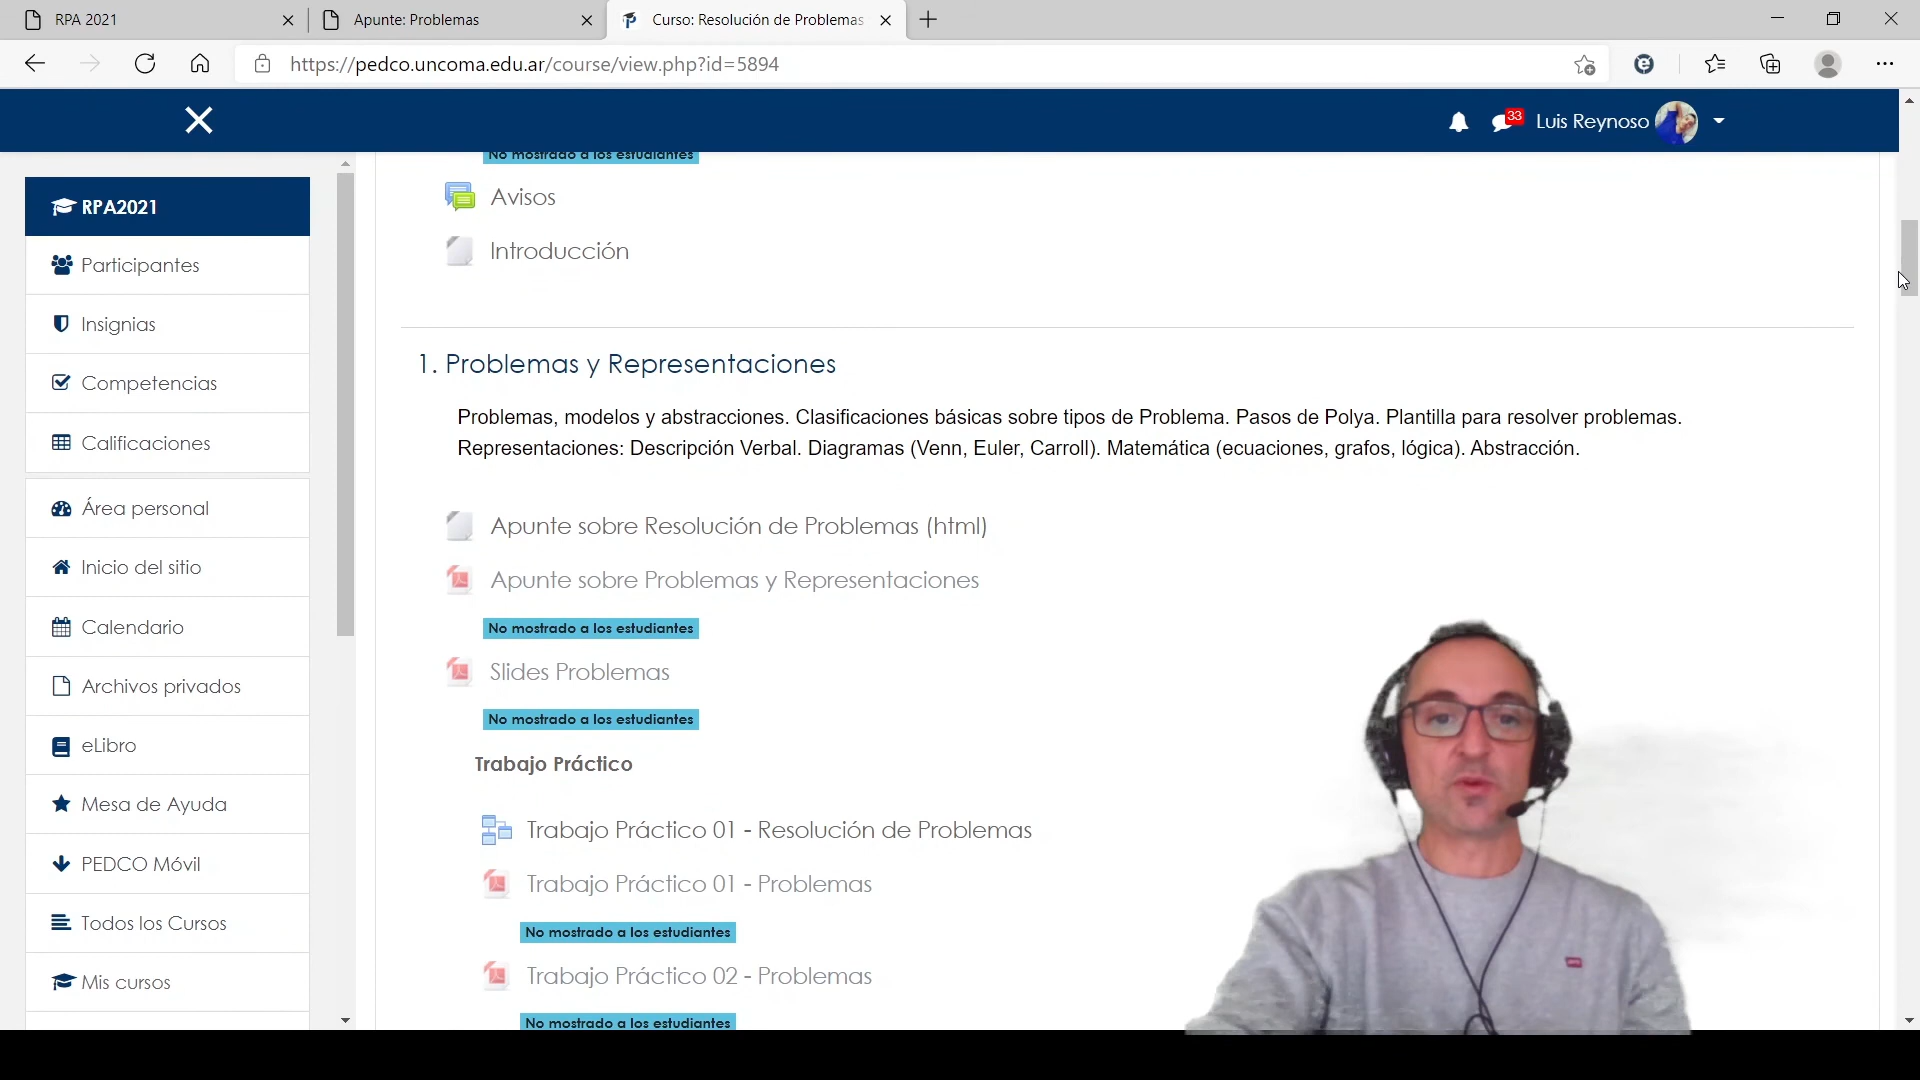 RPA 2021
Apunte: Problemas
Curso: Resolución de Problemas
https://pedco.uncoma.edu.ar/course/view.php?id=5894
33
Luis Reynoso
No mostrado a los estudiantes
RPA2021
Participantes
Insignias
Competencias
Calificaciones
Área personal
Inicio del sitio
Calendario
Archivos privados
eLibro
Mesa de Ayuda
PEDCO Móvil
Todos los Cursos
Mis cursos
Avisos
Introducción
1. Problemas y Representaciones
Problemas, modelos y abstracciones. Clasificaciones básicas sobre tipos de Problema. Pasos de Polya. Plantilla para resolver problemas.
Representaciones: Descripción Verbal. Diagramas (Venn, Euler, Carroll). Matemática (ecuaciones, grafos, lógica). Abstracción.
Apunte sobre Resolución de Problemas (html)
Apunte sobre Problemas y Representaciones
No mostrado a los estudiantes
Slides Problemas
No mostrado a los estudiantes
Trabajo Práctico
Trabajo Práctico 01 - Resolución de Problemas
Trabajo Práctico 01 - Problemas
No mostrado a los estudiantes
Trabajo Práctico 02 - Problemas
No mostrado a los estudiantes